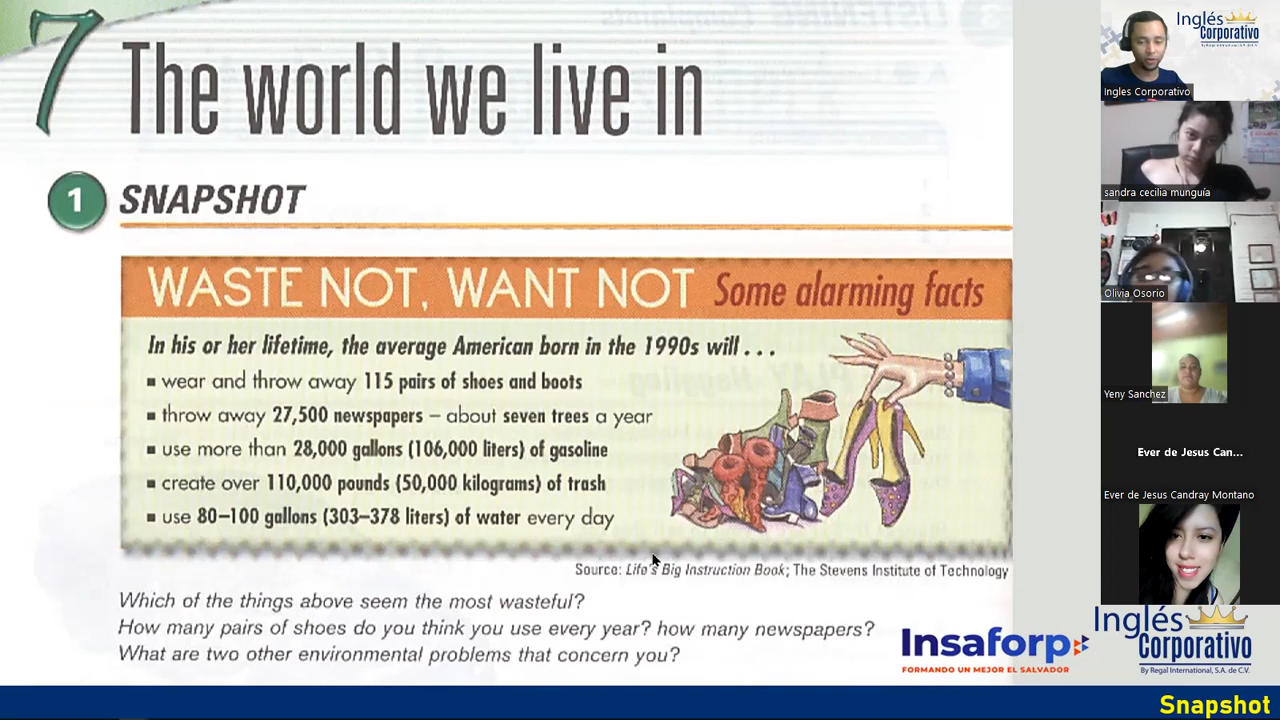 7
The world we live in
1 SNAPSHOT
WASTE NOT, WANT NOT Some alarming facts
In his or her lifetime, the average American born in the 1990s will . . .
▪ wear and throw away 115 pairs of shoes and boots
▪ throw away 27,500 newspapers – about seven trees a year
▪ use more than 28,000 gallons (106,000 liters) of gasoline
▪ create over 110,000 pounds (50,000 kilograms) of trash
▪ use 80–100 gallons (303–378 liters) of water every day
Source: Life's Big Instruction Book; The Stevens Institute of Technology
Which of the things above seem the most wasteful?
How many pairs of shoes do you think you use every year? how many newspapers?
What are two other environmental problems that concern you?
Insaforp
FORMANDO UN MEJOR EL SALVADOR
Inglés
Corporativo
By Regal International, S.A. de C.V.
Snapshot
Inglés
Corporativo
Ingles Corporativo
sandra cecilia munguía
Olivia Osorio
Yeny Sanchez
Ever de Jesus Can...
Ever de Jesus Candray Montano